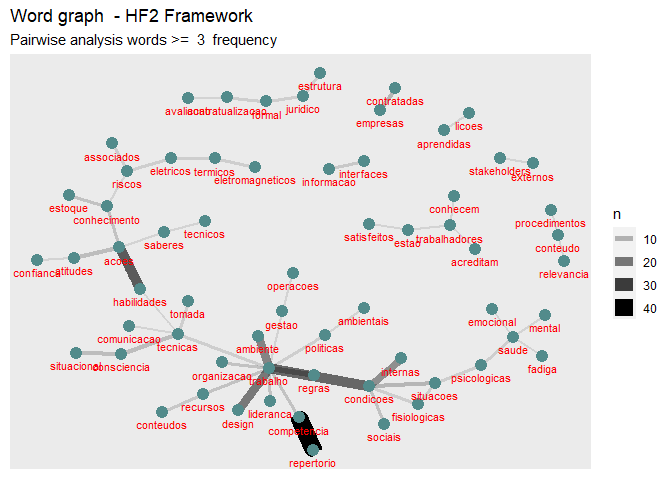 Word graph - HF2 Framework
Pairwise analysis words >= 3 frequency
estrutura
avaliacao contratualizacao formal juridico
contratadas
empresas
licoes
aprendidas
associados
riscos
eletricos termicos
eletromagneticos
informacao
interfaces
stakeholders
externos
estoque
conhecimento
conhecem
procedimentos
satisfeitos
estao
trabalhadores
acreditam
conteudo
relevancia
saberes
tecnicos
acoes
confianca
atitudes
habilidades
operacoes
tomada
gestao
ambientais
comunicacao
tecnicas
situacional
consciencia
ambiente
politicas
emocional
mental
saude
fadiga
organizacao
trabalho
regras
internas
condicoes
psicologicas
situacoes
fisiologicas
sociais
recursos
conteudos
design
lideranca
competencia
repertorio
n
10
20
30
40